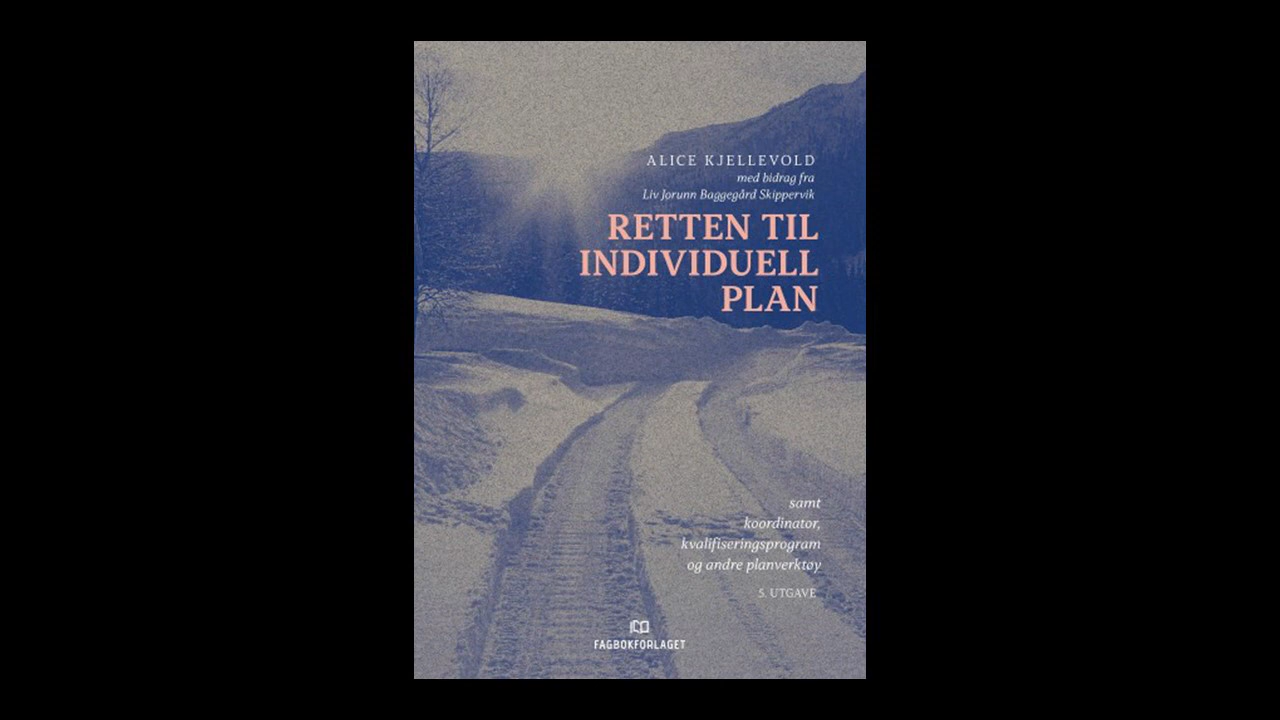 ALICE KJELLEVOLD
med bidrag fra
Liv Jorunn Baggegård Skippervik
RETTEN TIL
INDIVIDUELL
PLAN
samt
koordinator,
kvalifiseringsprogram
og andre planverktøy
5. UTGAVE
FAGBOKFORLAGET